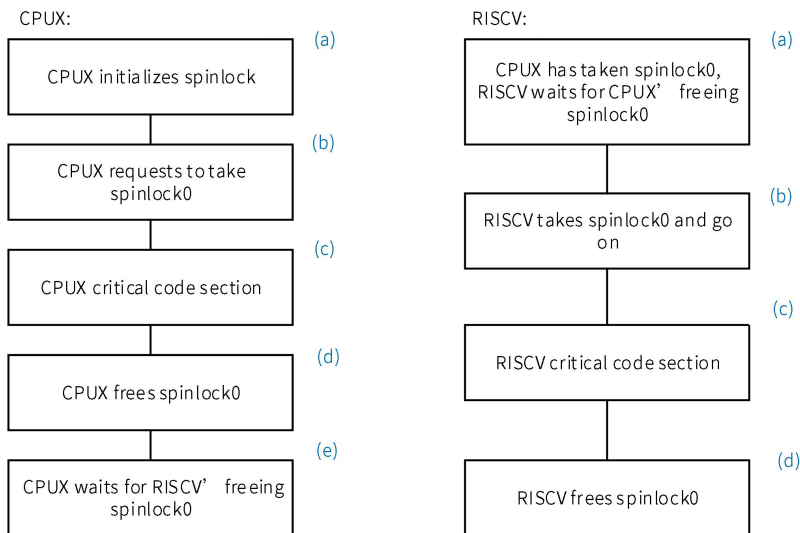 CPUX:
(a)
CPUX initializes spinlock
(b)
CPUX requests to take
spinlock0
(c)
CPUX critical code section
(d)
CPUX frees spinlock0
(e)
CPUX waits for RISCV’ freeing
spinlock0
RISCV:
(a)
CPUX has taken spinlock0,
RISCV waits for CPUX’ freeing
spinlock0
(b)
RISCV takes spinlock0 and go
on
(c)
RISCV critical code section
(d)
RISCV frees spinlock0